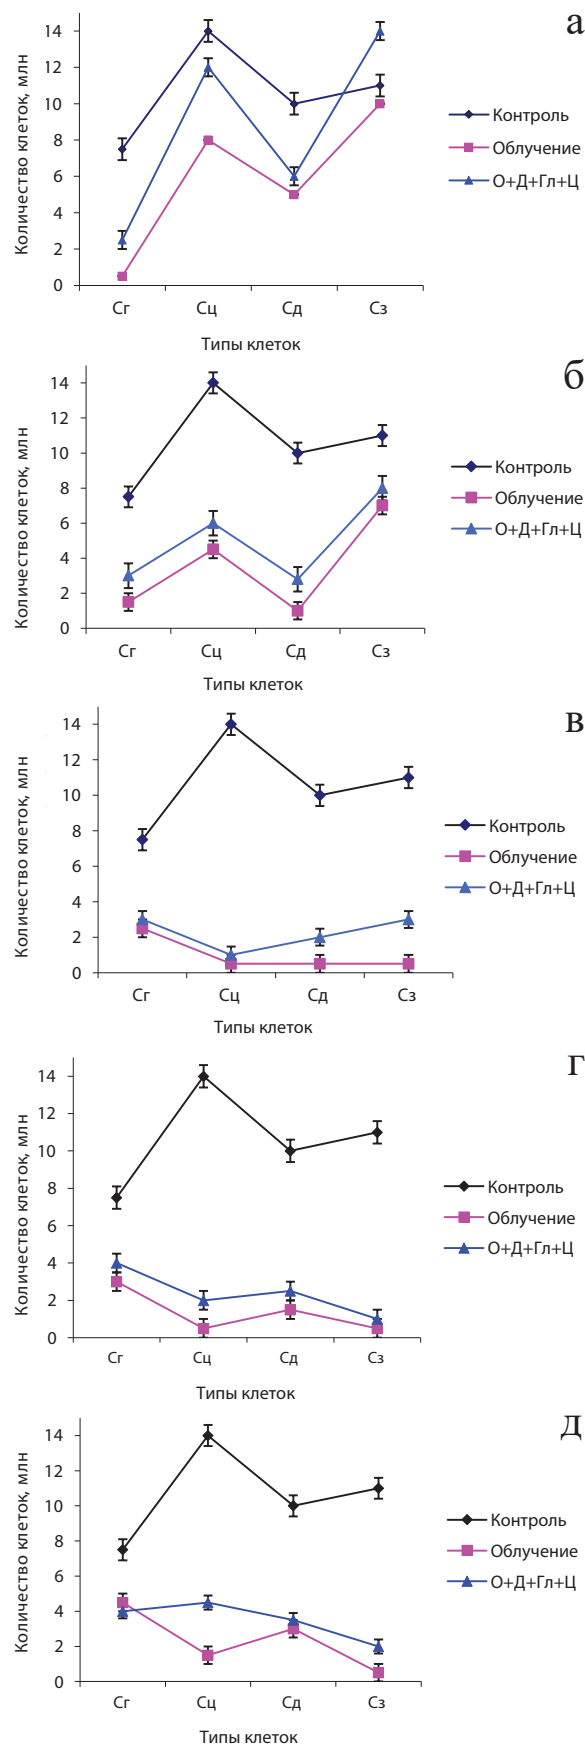 а
Количество клеток, млн
14
12
10
8
6
4
2
0
Сг Сц Сд Сз
Типы клеток
Контроль
Облучение
О+Д+Гл+Ц
б
Количество клеток, млн
14
12
10
8
6
4
2
0
Сг Сц Сд Сз
Типы клеток
Контроль
Облучение
О+Д+Гл+Ц
в
Количество клеток, млн
14
12
10
8
6
4
2
0
Сг Сц Сд Сз
Типы клеток
Контроль
Облучение
О+Д+Гл+Ц
г
Количество клеток, млн
14
12
10
8
6
4
2
0
Сг Сц Сд Сз
Типы клеток
Контроль
Облучение
О+Д+Гл+Ц
д
Количество клеток, млн
14
12
10
8
6
4
2
0
Сг Сц Сд Сз
Типы клеток
Контроль
Облучение
О+Д+Гл+Ц